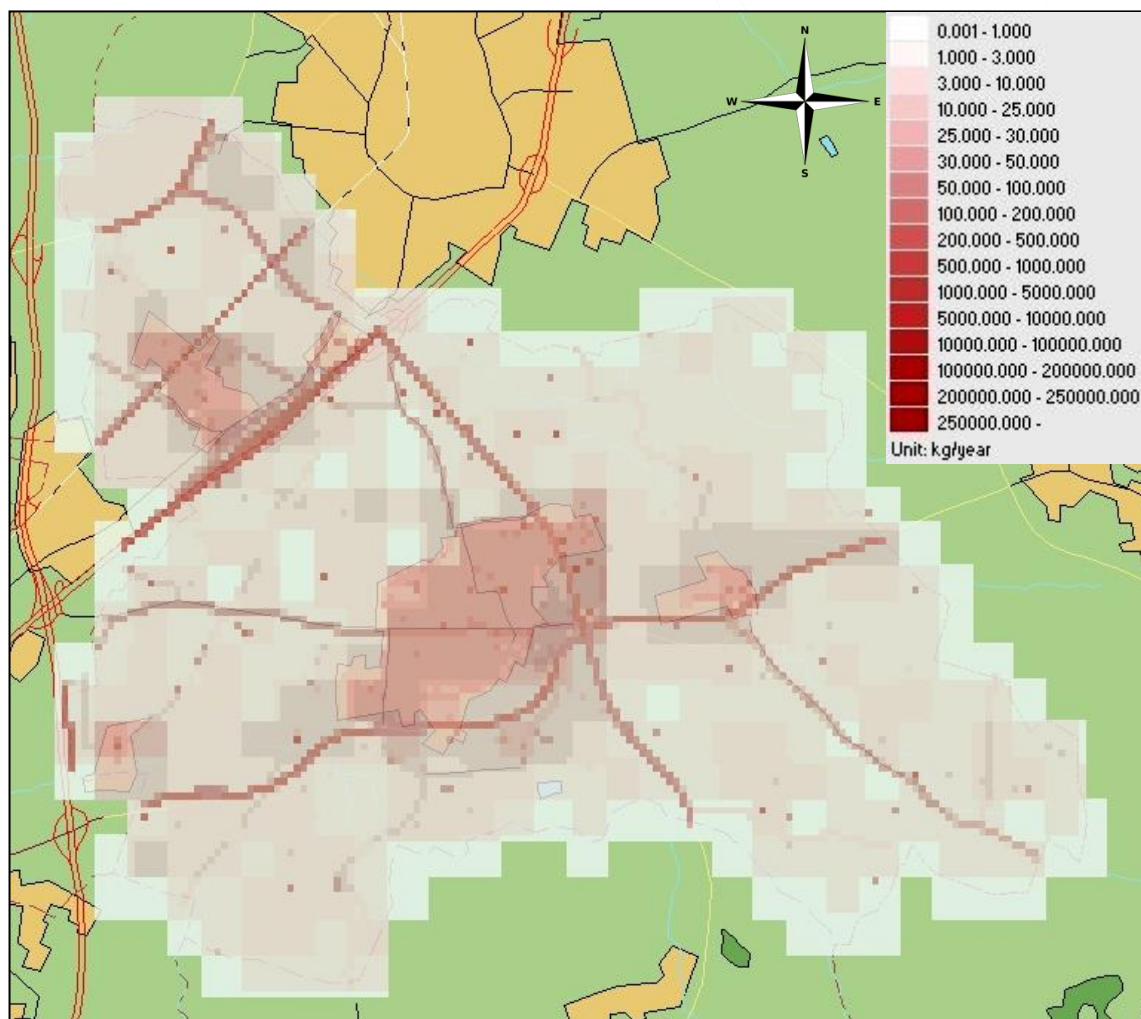 N
W E
S
0.001 - 1.000
1.000 - 3.000
3.000 - 10.000
10.000 - 25.000
25.000 - 30.000
30.000 - 50.000
50.000 - 100.000
100.000 - 200.000
200.000 - 500.000
500.000 - 1000.000
1000.000 - 5000.000
5000.000 - 10000.000
10000.000 - 100000.000
100000.000 - 200000.000
200000.000 - 250000.000
250000.000 -
Unit: kg/year